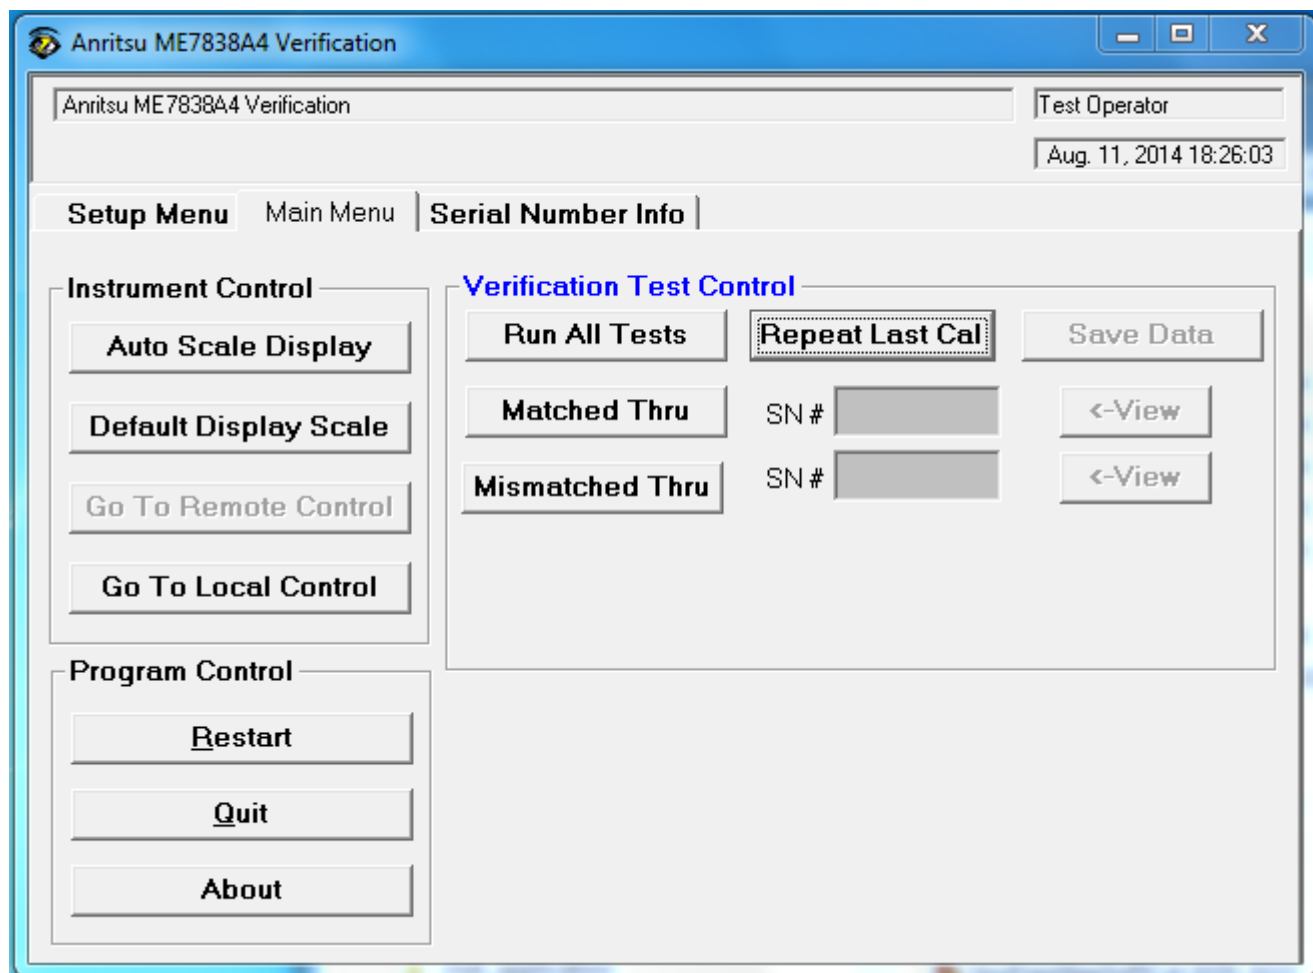 Anritsu ME7838A4 Verification
Anritsu ME7838A4 Verification
Test Operator
Aug. 11, 2014 18:26:03
Setup Menu Main Menu Serial Number Info
Instrument Control
Auto Scale Display
Default Display Scale
Go To Remote Control
Go To Local Control
Verification Test Control
Run All Tests Repeat Last Cal Save Data
Matched Thru SN # <-View
Mismatched Thru SN # <-View
Program Control
Restart
Quit
About